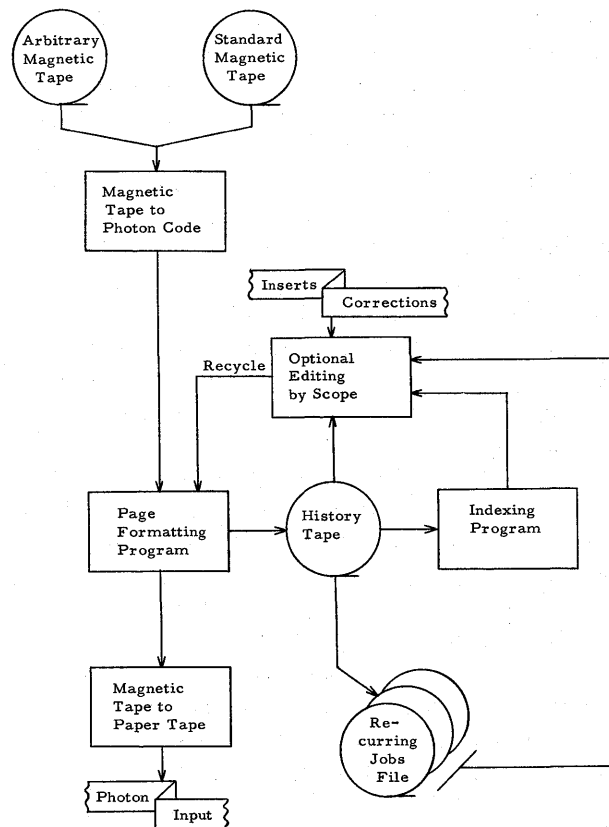 Arbitrary
Magnetic
Tape
Standard
Magnetic
Tape
Magnetic
Tape to
Photon Code
Inserts
Corrections
Recycle
Optional
Editing
by Scope
Page
Formatting
Program
History
Tape
Indexing
Program
Magnetic
Tape to
Paper Tape
Re-
curring
Jobs
File
Photon
Input